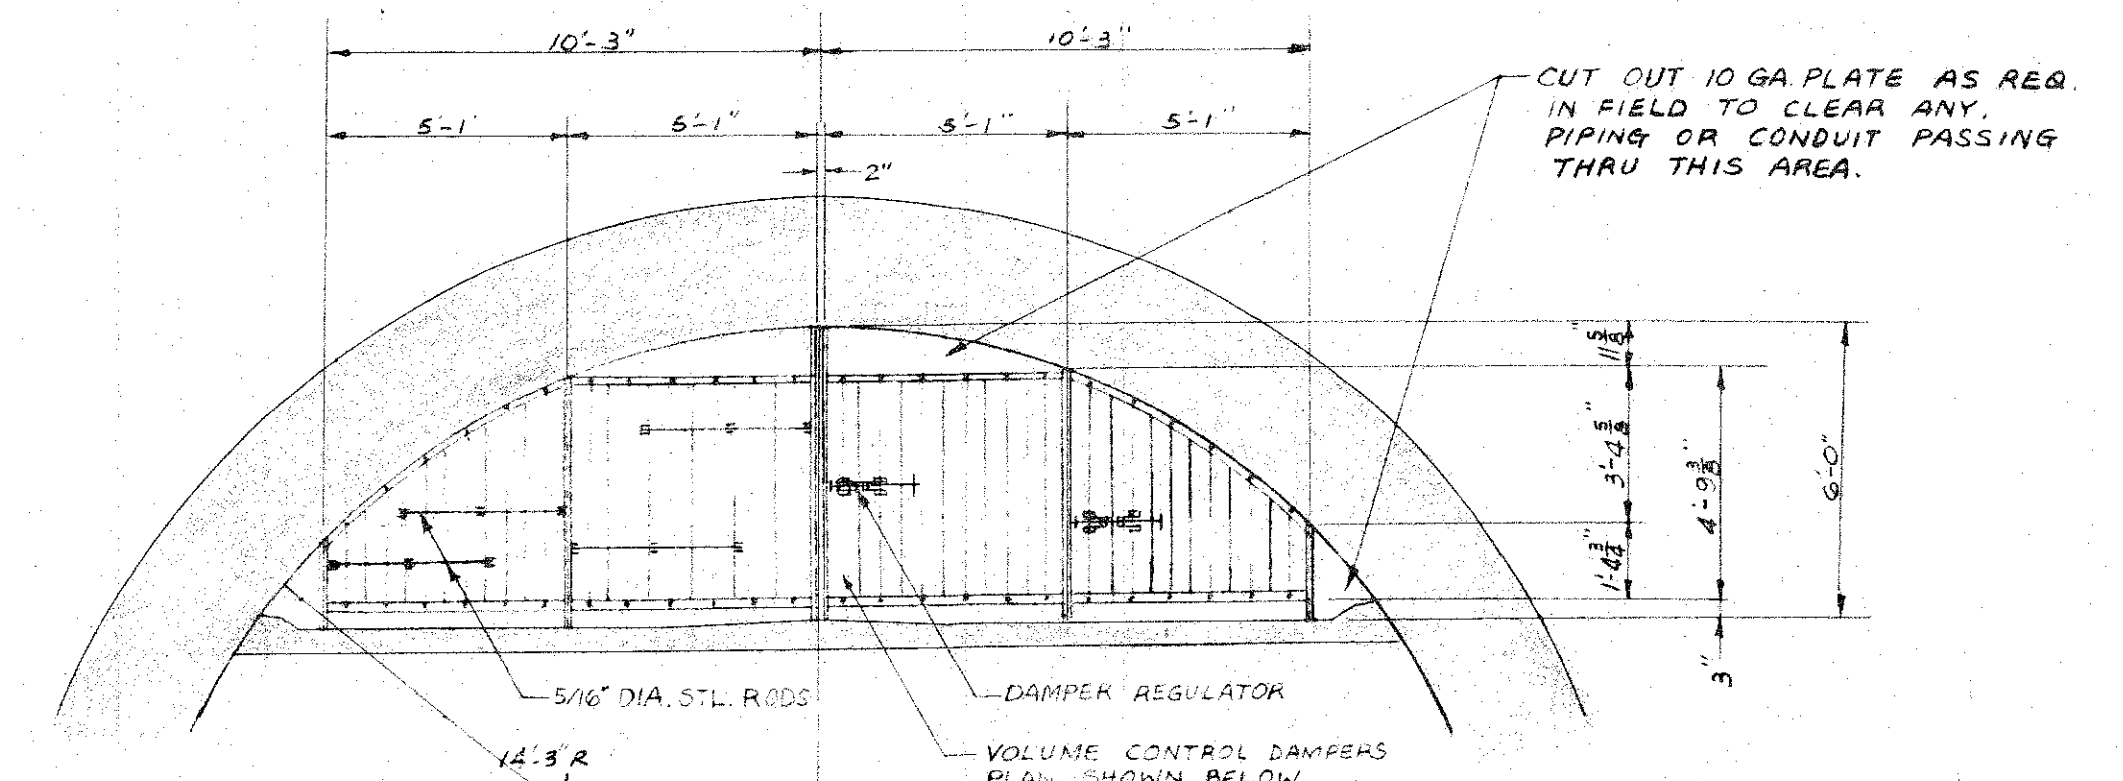 10'-3"
10'-3"
5'-1'
5'-1"
5'-1"
5'-1"
2"
CUT OUT 10 GA. PLATE AS REQ.
IN FIELD TO CLEAR ANY.
PIPING OR CONDUIT PASSING
THRU THIS AREA.
11 5/8"
3'-4 5/8"
1'-4 3/4"
4'-9 3/8"
6'-0"
3"
5/16" DIA. STL. RODS
DAMPER REGULATOR
14'-3" R
VOLUME CONTROL DAMPERS
PLAN SHOWN BELOW